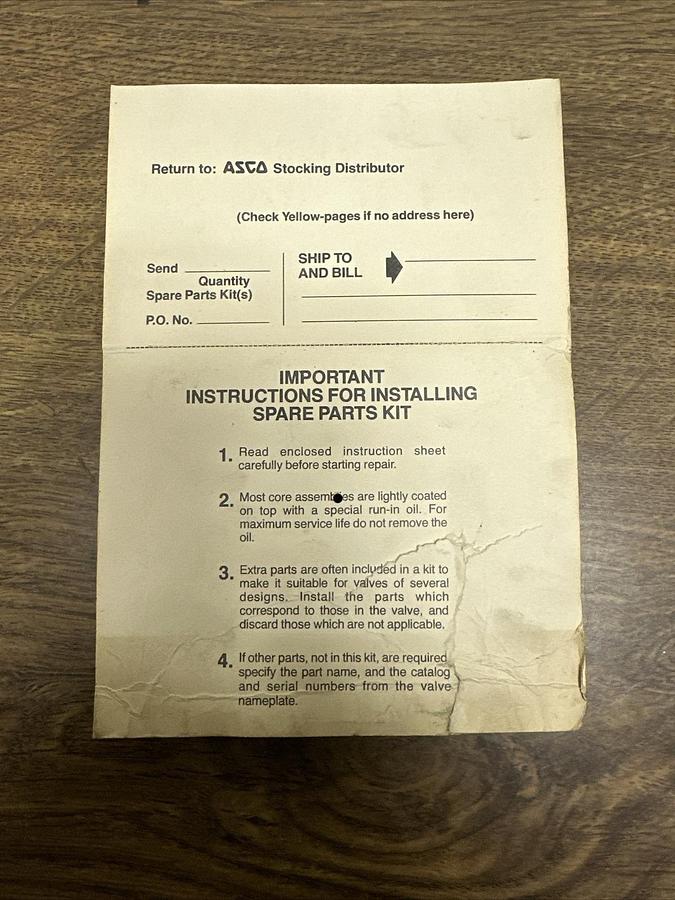 Return to: ASCO Stocking Distributor
(Check Yellow-pages if no address here)
Send
Quantity
Spare Parts Kit(s)
P.O. No.
SHIP TO
AND BILL
IMPORTANT
INSTRUCTIONS FOR INSTALLING
SPARE PARTS KIT
1. Read enclosed instruction sheet
carefully before starting repair.
2. Most core assemblies are lightly coated
on top with a special run-in oil. For
maximum service life do not remove the
oil.
3. Extra parts are often included in a kit to
make it suitable for valves of several
designs. Install the parts which
correspond to those in the valve, and
discard those which are not applicable.
4. If other parts, not in this kit, are required
specify the part name, and the catalog
and serial numbers from the valve
nameplate.